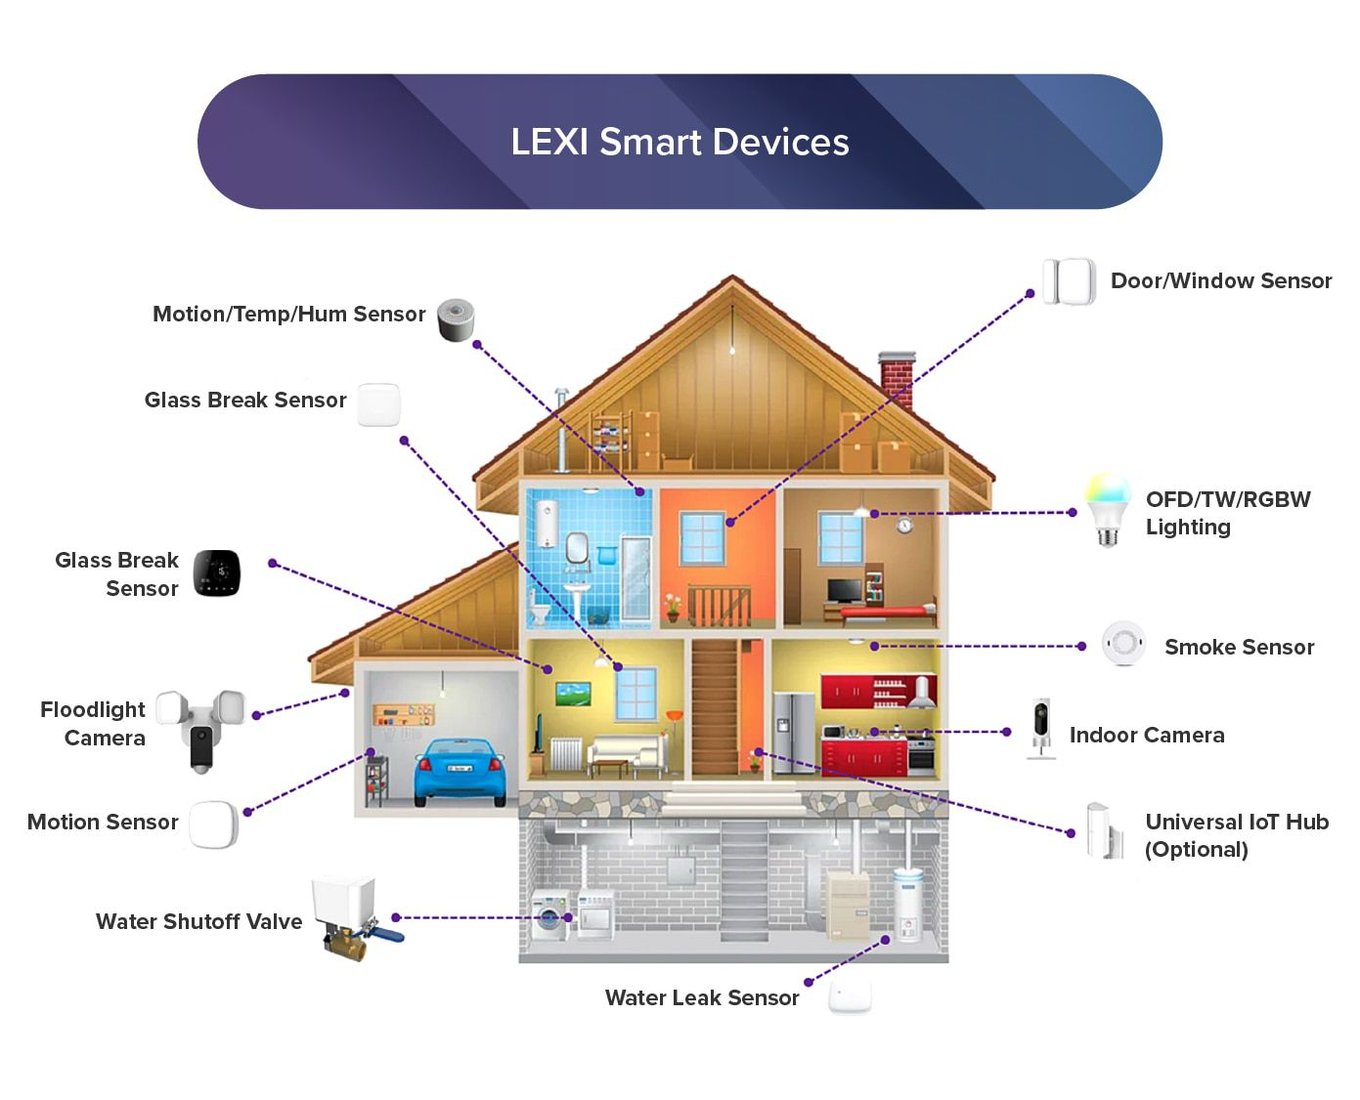 LEXI Smart Devices
Motion/Temp/Hum Sensor
Door/Window Sensor
Glass Break Sensor
OFD/TW/RGBW
Lighting
Glass Break
Sensor
Smoke Sensor
Floodlight
Camera
Indoor Camera
Motion Sensor
Universal IoT Hub
(Optional)
Water Shutoff Valve
Water Leak Sensor